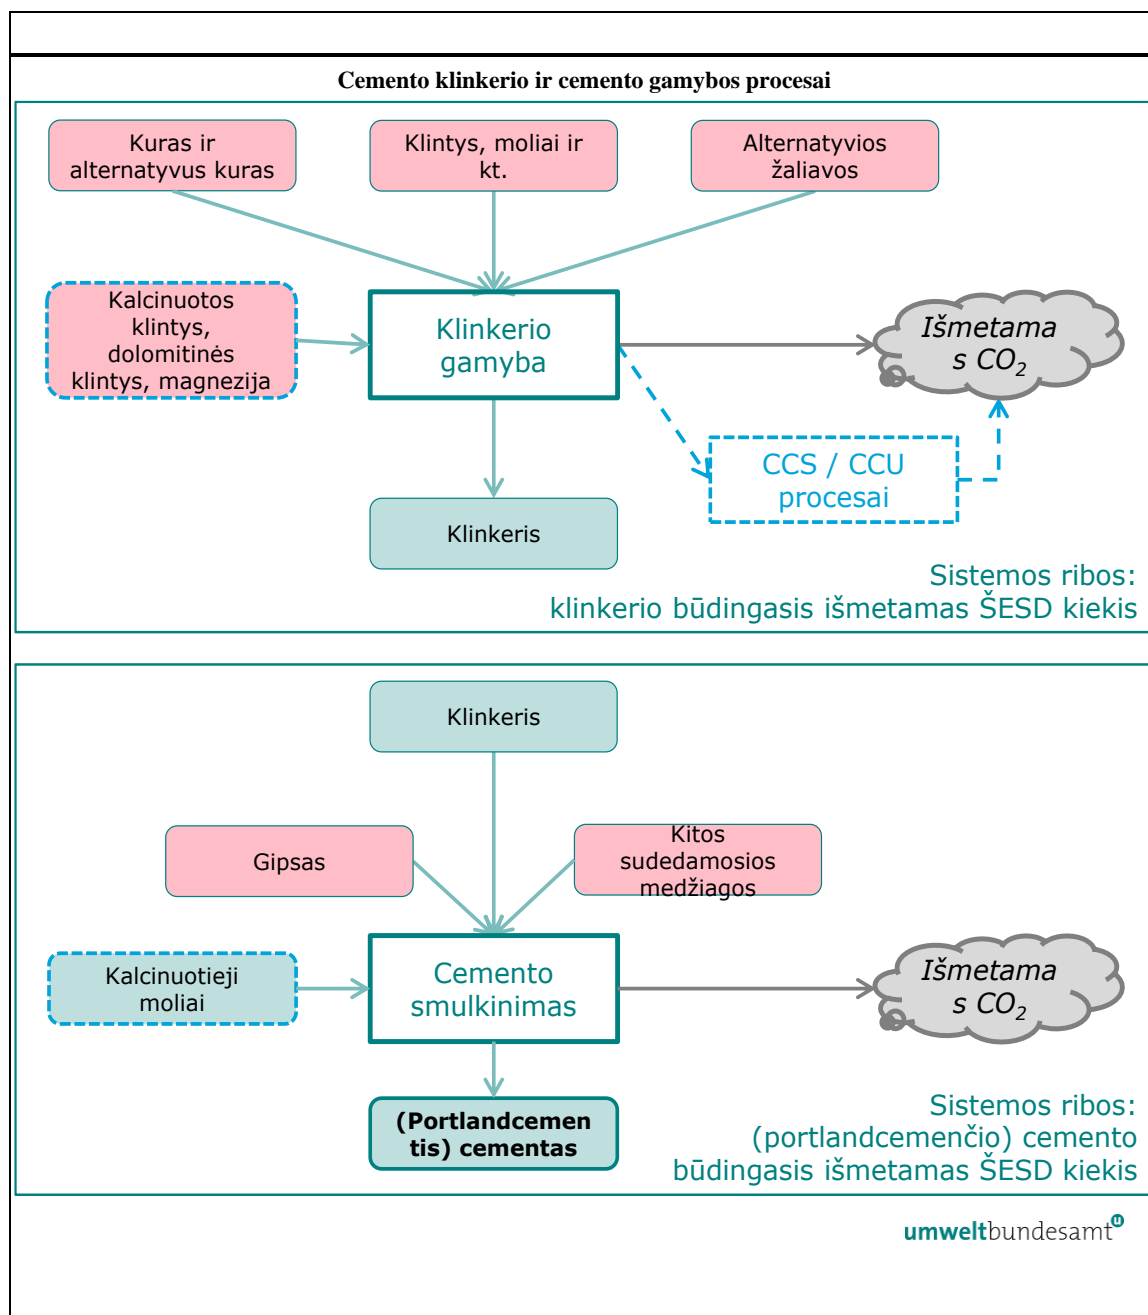 Cemento klinkerio ir cemento gamybos procesai
Kuras ir
alternatyvus kuras
Klintys, moliai ir
kt.
Alternatyvios
žaliavos
Kalcinuotos
klintys,
dolomitinės
klintys, magnezija
Klinkerio
gamyba
Išmetama
s CO₂
CCS / CCU
procesai
Klinkeris
Sistemos ribos:
klinkerio būdingasis išmetamas ŠESD kiekis
Klinkeris
Gipsas
Kitos
sudedamosios
medžiagos
Kalcinuotieji
moliai
Cemento
smulkinimas
Išmetama
s CO₂
(Portlandcemen
tis) cementas
Sistemos ribos:
(portlandcemenčio) cemento
būdingasis išmetamas ŠESD kiekis
umweltbundesamt